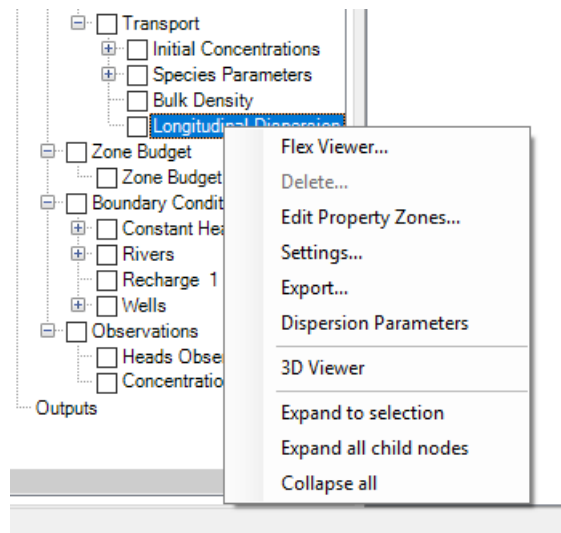 Transport
Initial Concentrations
Species Parameters
Bulk Density
Longitudinal Dispersion
Zone Budget
Zone Budget
Boundary Condit
Constant Hea
Rivers
Recharge 1
Wells
Observations
Heads Obse
Concentratio
Outputs
Flex Viewer...
Delete...
Edit Property Zones...
Settings...
Export...
Dispersion Parameters
3D Viewer
Expand to selection
Expand all child nodes
Collapse all